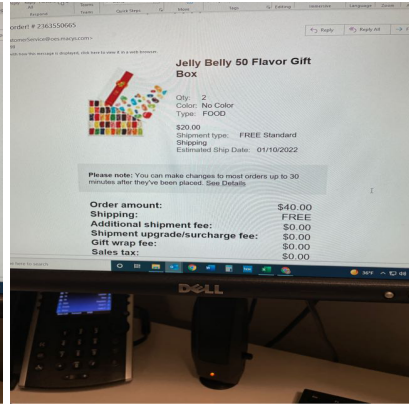 order! # 2363550665
Reply
Reply All
Jelly Belly 50 Flavor Gift
Box
Qty: 2
Color: No Color
Type: FOOD
$20.00
Shipment type: FREE Standard
Shipping
Estimated Ship Date: 01/10/2022
Please note: You can make changes to most orders up to 30
minutes after they've been placed. See Details
Order amount: $40.00
Shipping: FREE
Additional shipment fee: $0.00
Shipment upgrade/surcharge fee: $0.00
Gift wrap fee: $0.00
Sales tax: $0.00
here to search
36°F
DELL